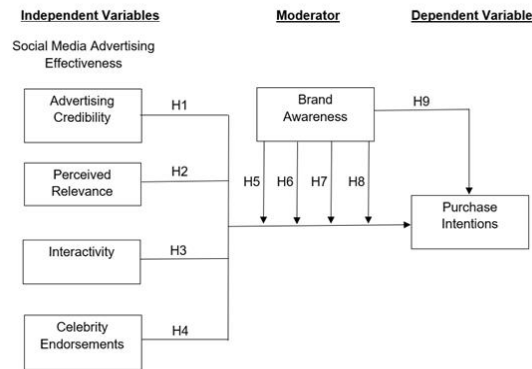 Independent Variables
Moderator
Dependent Variable
Social Media Advertising
Effectiveness
Advertising
Credibility
H1
Brand
Awareness
H9
Perceived
Relevance
H2
H5
H6
H7
H8
Purchase
Intentions
Interactivity
H3
Celebrity
Endorsements
H4